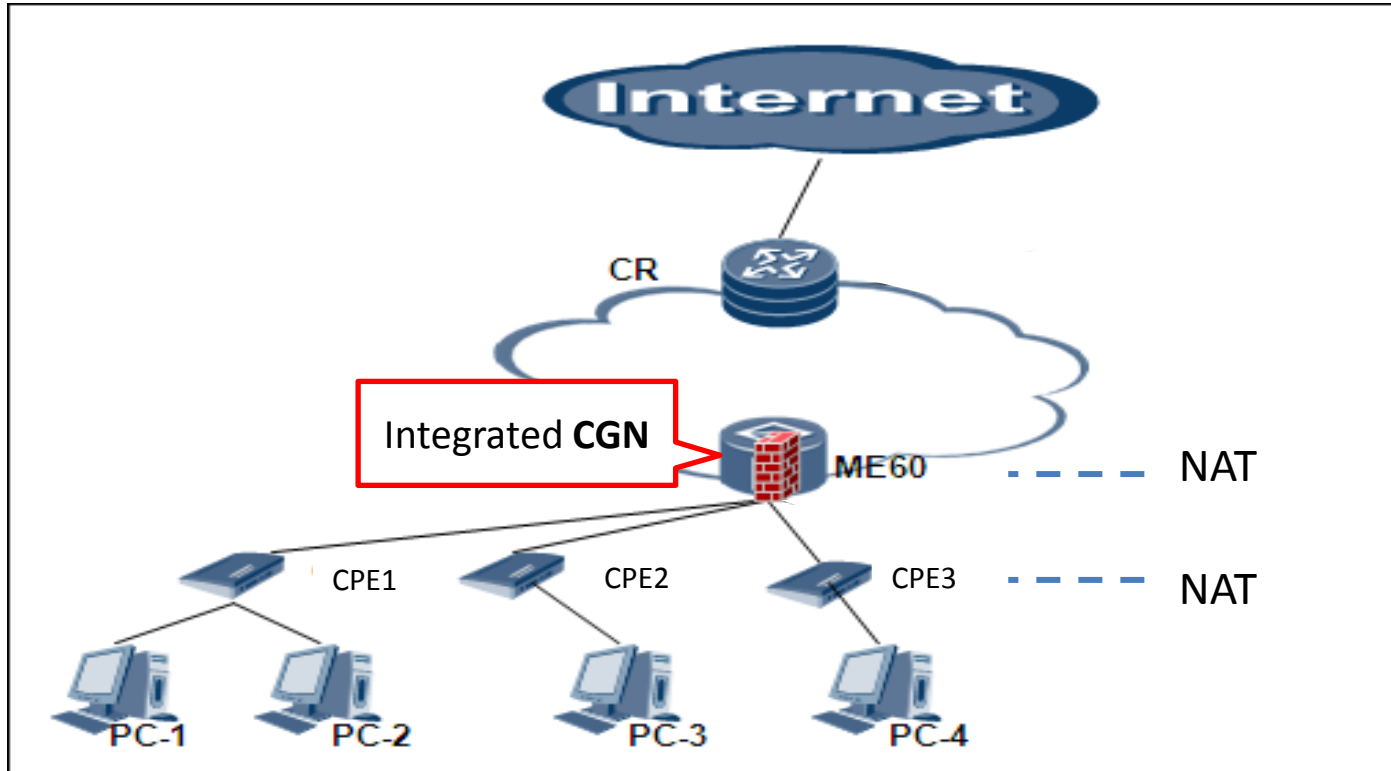 Internet
CR
Integrated CGN
ME60
NAT
CPE1
CPE2
CPE3
NAT
PC-1
PC-2
PC-3
PC-4